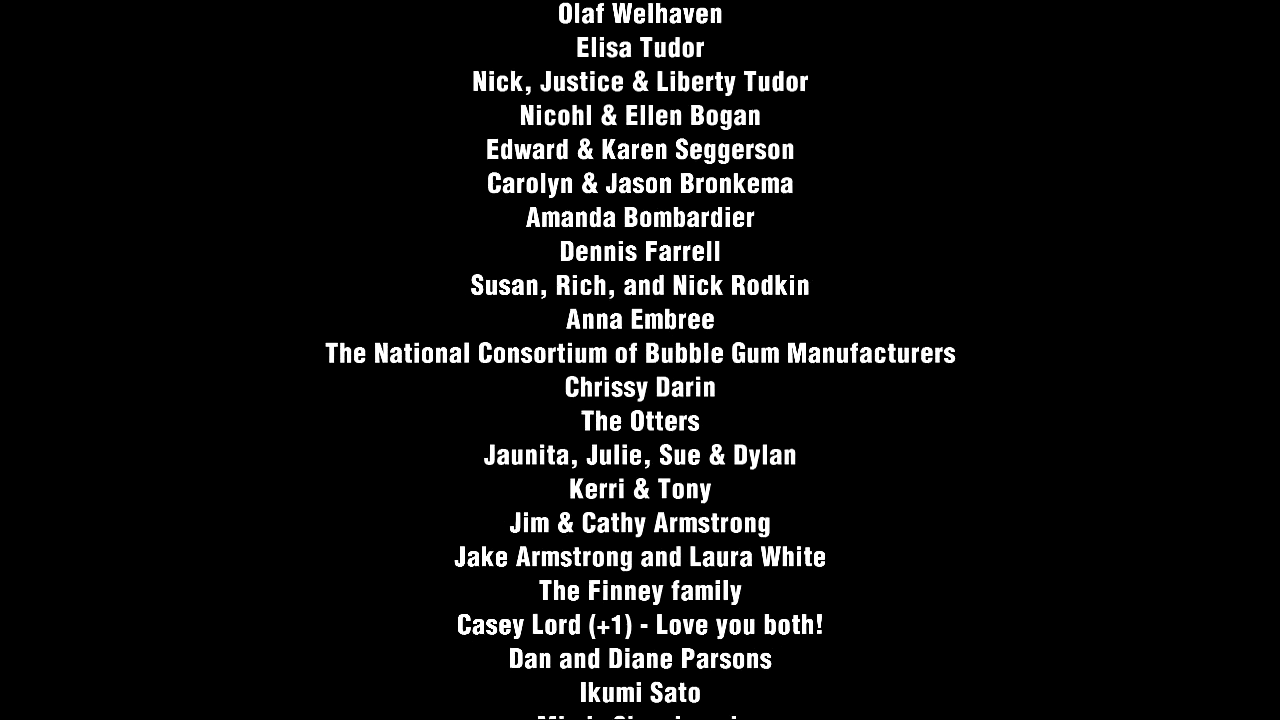 Olaf Welhaven
Elisa Tudor
Nick, Justice & Liberty Tudor
Nicohl & Ellen Bogan
Edward & Karen Seggerson
Carolyn & Jason Bronkema
Amanda Bombardier
Dennis Farrell
Susan, Rich, and Nick Rodkin
Anna Embree
The National Consortium of Bubble Gum Manufacturers
Chrissy Darin
The Otters
Jaunita, Julie, Sue & Dylan
Kerri & Tony
Jim & Cathy Armstrong
Jake Armstrong and Laura White
The Finney family
Casey Lord (+1) - Love you both!
Dan and Diane Parsons
Ikumi Sato